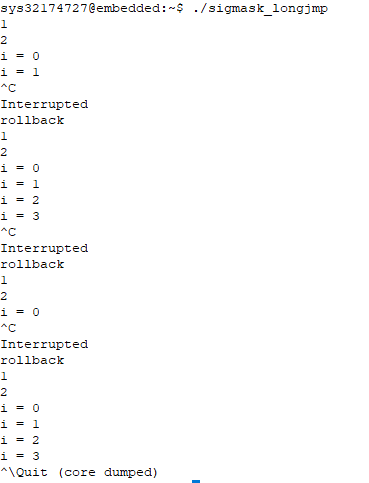 sys32174727@embedded:~$ ./sigmask_longjmp
1
2
i = 0
i = 1
^C
Interrupted
rollback
1
2
i = 0
i = 1
i = 2
i = 3
^C
Interrupted
rollback
1
2
i = 0
^C
Interrupted
rollback
1
2
i = 0
i = 1
i = 2
i = 3
^\Quit (core dumped)